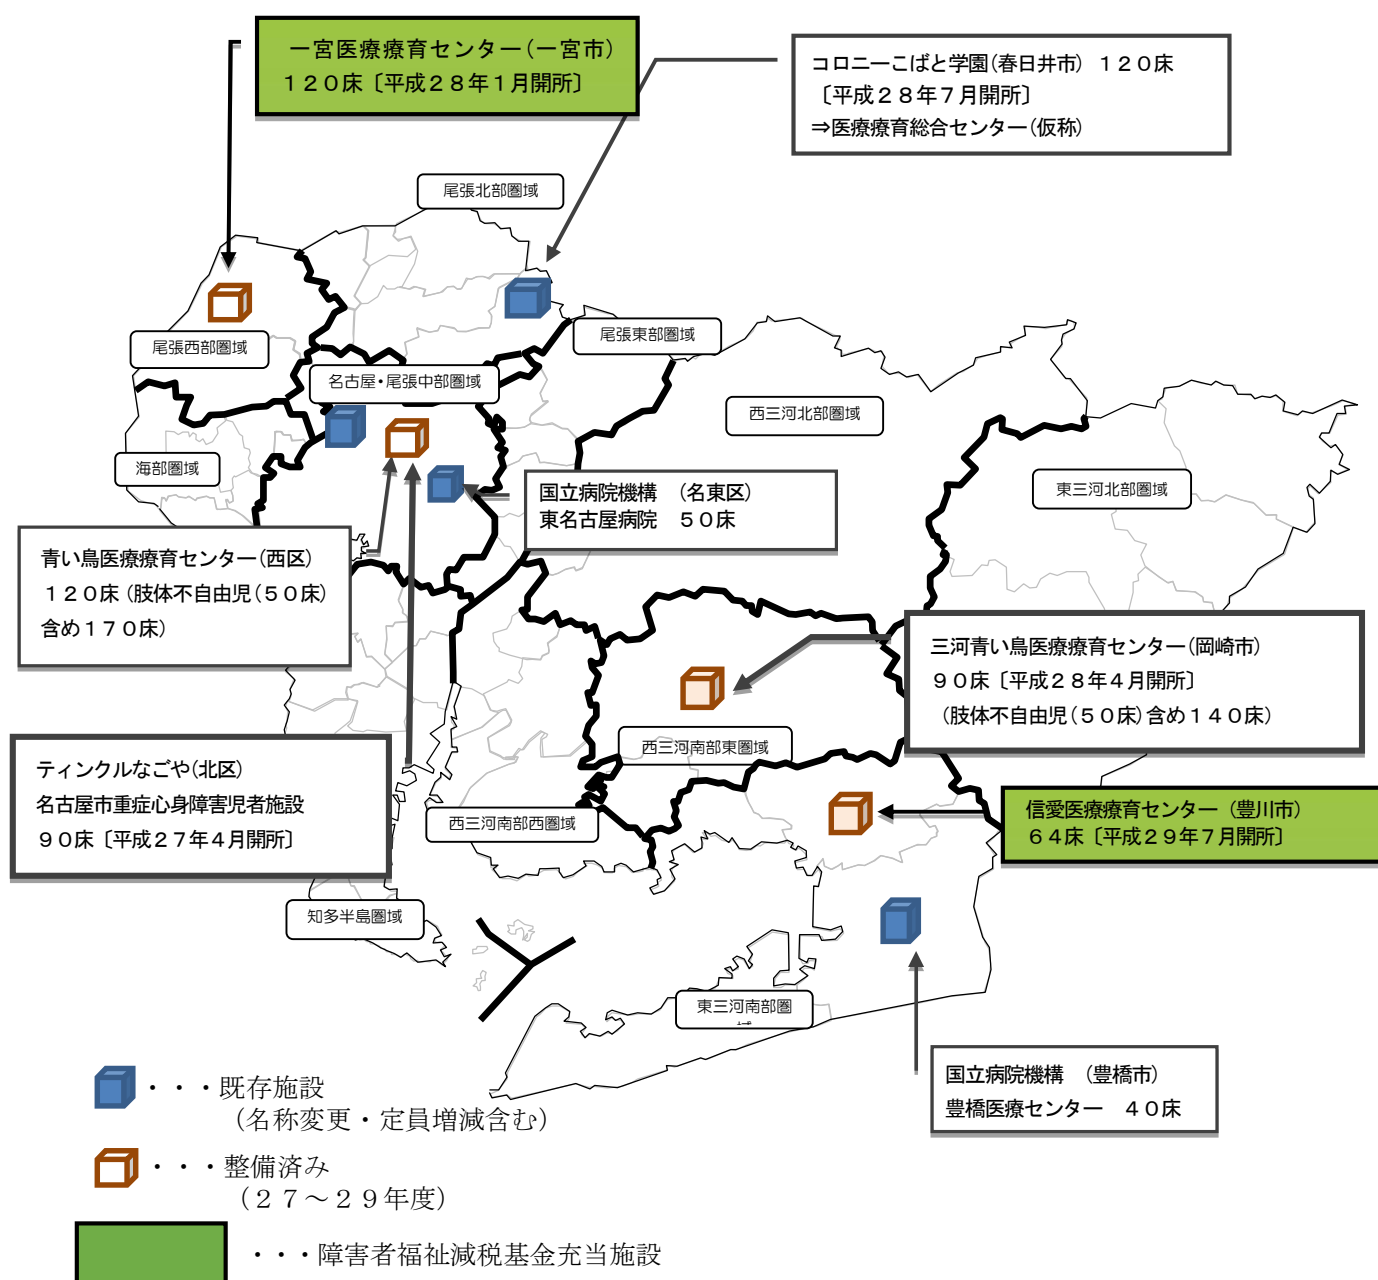 一宮医療療育センター(一宮市)
１２０床〔平成２８年１月開所〕
コロニーこばと学園(春日井市)　１２０床
〔平成２８年７月開所〕
⇒医療療育総合センター(仮称)
尾張北部圏域
尾張西部圏域
尾張東部圏域
名古屋・尾張中部圏域
西三河北部圏域
海部圏域
東三河北部圏域
国立病院機構　（名東区）
東名古屋病院　５０床
青い鳥医療療育センター(西区)
１２０床（肢体不自由児（５０床）
含め１７０床）
三河青い鳥医療療育センター(岡崎市)
９０床〔平成２８年４月開所〕
（肢体不自由児（５０床）含め１４０床）
西三河南部東圏域
ティンクルなごや(北区)
名古屋市重症心身障害児者施設
９０床〔平成２７年４月開所〕
西三河南部西圏域
信愛医療療育センター（豊川市）
６４床〔平成２９年７月開所〕
知多半島圏域
東三河南部圏
国立病院機構　（豊橋市）
豊橋医療センター　４０床
・・・既存施設
（名称変更・定員増減含む）
・・・整備済み
（２７～２９年度）
・・・障害者福祉減税基金充当施設